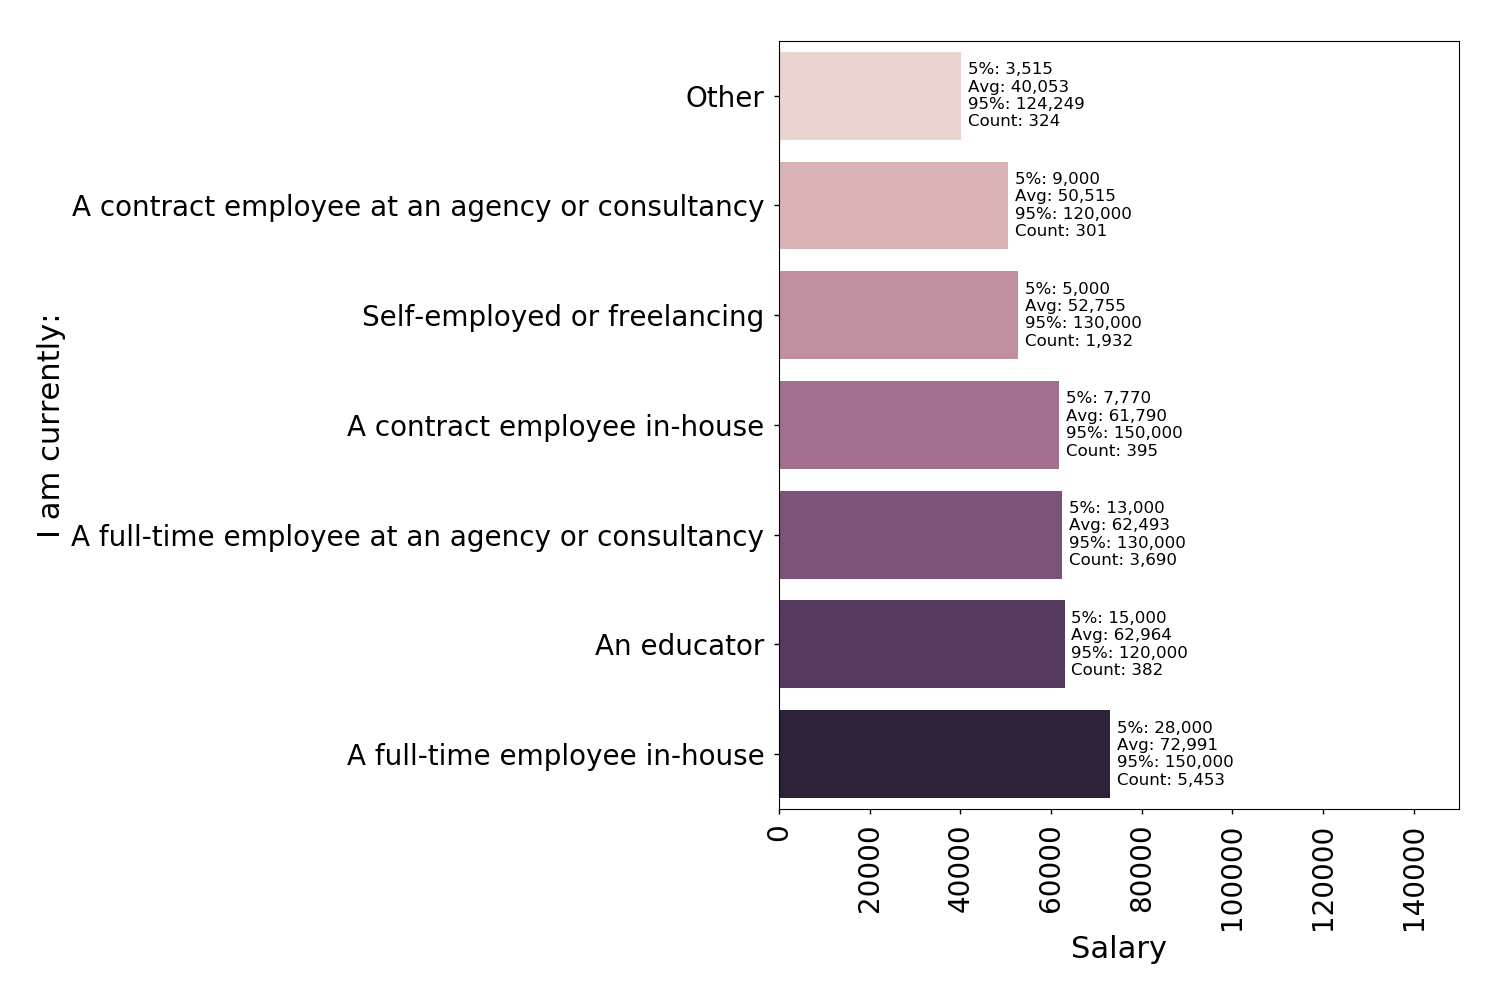 I am currently:
Other
5%: 3,515
Avg: 40,053
95%: 124,249
Count: 324
A contract employee at an agency or consultancy
5%: 9,000
Avg: 50,515
95%: 120,000
Count: 301
Self-employed or freelancing
5%: 5,000
Avg: 52,755
95%: 130,000
Count: 1,932
A contract employee in-house
5%: 7,770
Avg: 61,790
95%: 150,000
Count: 395
A full-time employee at an agency or consultancy
5%: 13,000
Avg: 62,493
95%: 130,000
Count: 3,690
An educator
5%: 15,000
Avg: 62,964
95%: 120,000
Count: 382
A full-time employee in-house
5%: 28,000
Avg: 72,991
95%: 150,000
Count: 5,453
0
20000
40000
60000
80000
100000
120000
140000
Salary